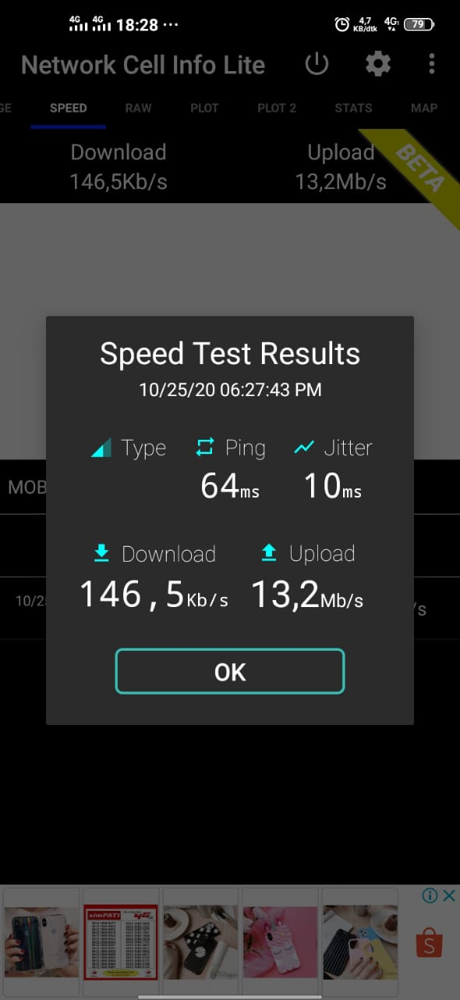 4G 4G 18:28 ··· 4,7 KB/dtk 4G 79
Network Cell Info Lite
GE SPEED RAW PLOT PLOT 2 STATS MAP
Download Upload
146,5Kb/s 13,2Mb/s
BETA
Speed Test Results
10/25/20 06:27:43 PM
Type Ping Jitter
64ms 10ms
MOB
Download Upload
146,5Kb/s 13,2Mb/s
10/25 /s
OK
simPATI 4G
S